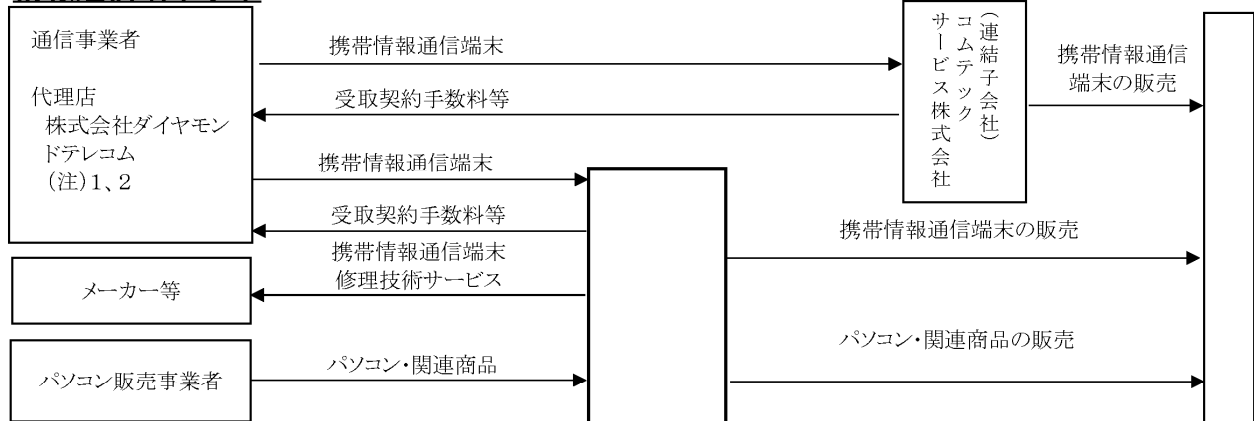 通信事業者
代理店
株式会社ダイヤモン
ドテレコム
(注)1、2
携帯情報通信端末
受取契約手数料等
(連結子会社)
コムテック
サービス株式会社
携帯情報通信
端末の販売
携帯情報通信端末
受取契約手数料等
携帯情報通信端末の販売
メーカー等
携帯情報通信端末
修理技術サービス
パソコン販売事業者
パソコン・関連商品
パソコン・関連商品の販売